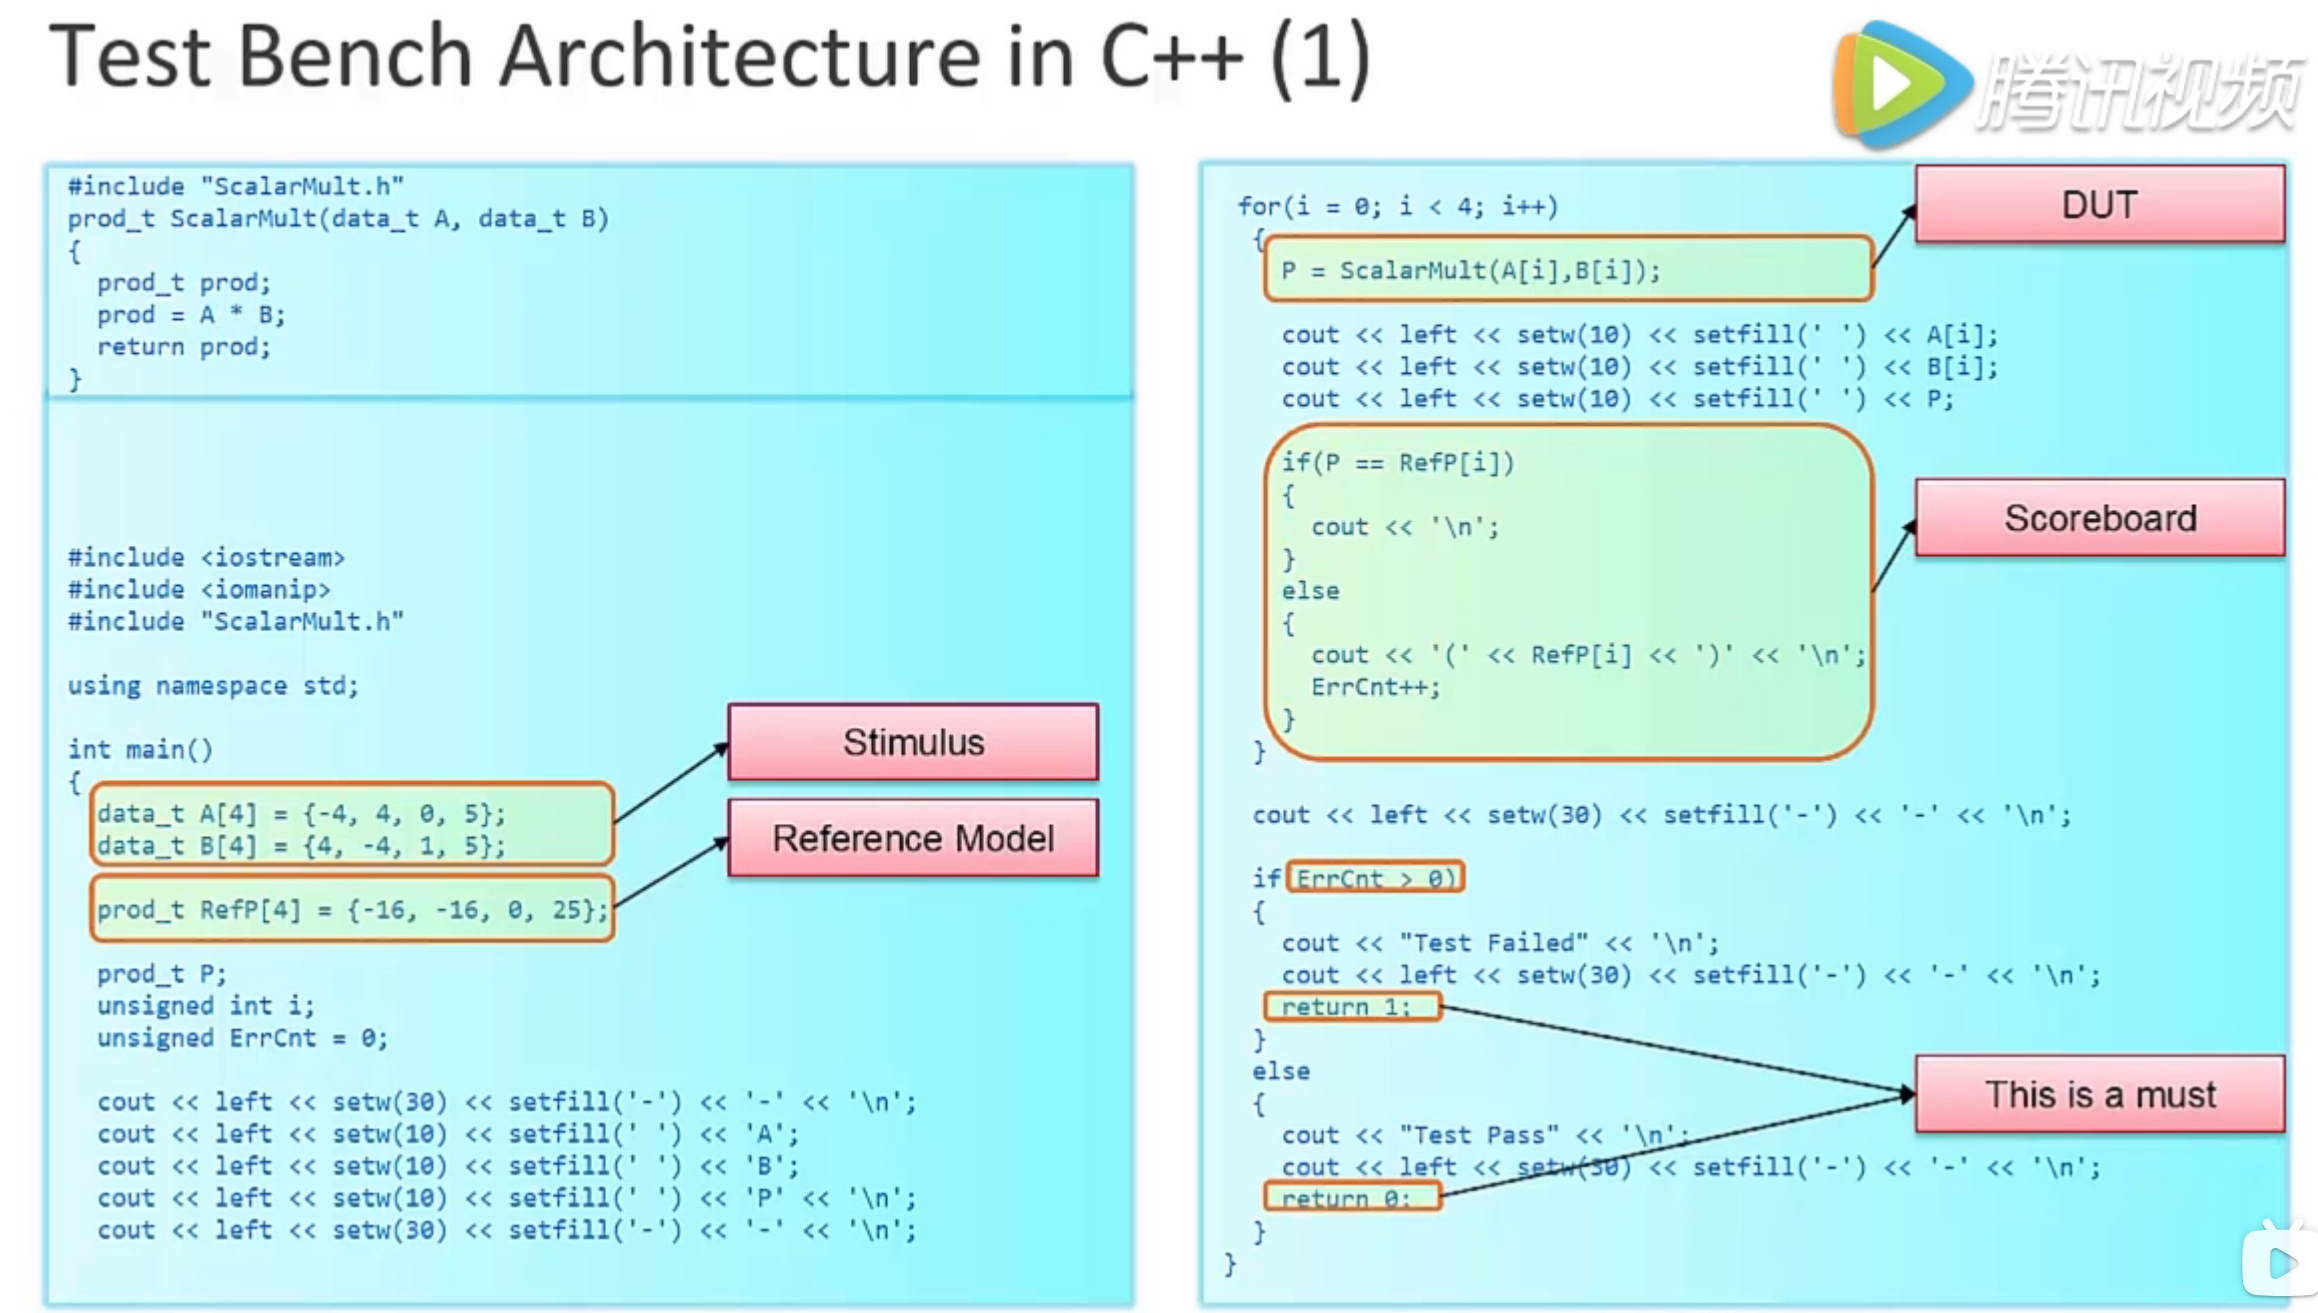 Test Bench Architecture in C++ (1)
腾讯视频
#include "ScalarMult.h"
prod_t ScalarMult(data_t A, data_t B)
{
  prod_t prod;
  prod = A * B;
  return prod;
}
#include <iostream>
#include <iomanip>
#include "ScalarMult.h"
using namespace std;
int main()
{
  data_t A[4] = {-4, 4, 0, 5};
  data_t B[4] = {4, -4, 1, 5};
Stimulus
  prod_t RefP[4] = {-16, -16, 0, 25};
Reference Model
  prod_t P;
  unsigned int i;
  unsigned ErrCnt = 0;
  cout << left << setw(30) << setfill('-') << '-' << '\n';
  cout << left << setw(10) << setfill(' ') << 'A';
  cout << left << setw(10) << setfill(' ') << 'B';
  cout << left << setw(10) << setfill(' ') << 'P' << '\n';
  cout << left << setw(30) << setfill('-') << '-' << '\n';
for(i = 0; i < 4; i++)
{
  P = ScalarMult(A[i],B[i]);
DUT
  cout << left << setw(10) << setfill(' ') << A[i];
  cout << left << setw(10) << setfill(' ') << B[i];
  cout << left << setw(10) << setfill(' ') << P;
  if(P == RefP[i])
  {
    cout << '\n';
  }
  else
  {
    cout << '(' << RefP[i] << ')' << '\n';
    ErrCnt++;
  }
}
Scoreboard
cout << left << setw(30) << setfill('-') << '-' << '\n';
if(ErrCnt > 0)
{
  cout << "Test Failed" << '\n';
  cout << left << setw(30) << setfill('-') << '-' << '\n';
  return 1;
}
else
{
  cout << "Test Pass" << '\n';
  cout << left << setw(30) << setfill('-') << '-' << '\n';
  return 0;
}
}
This is a must